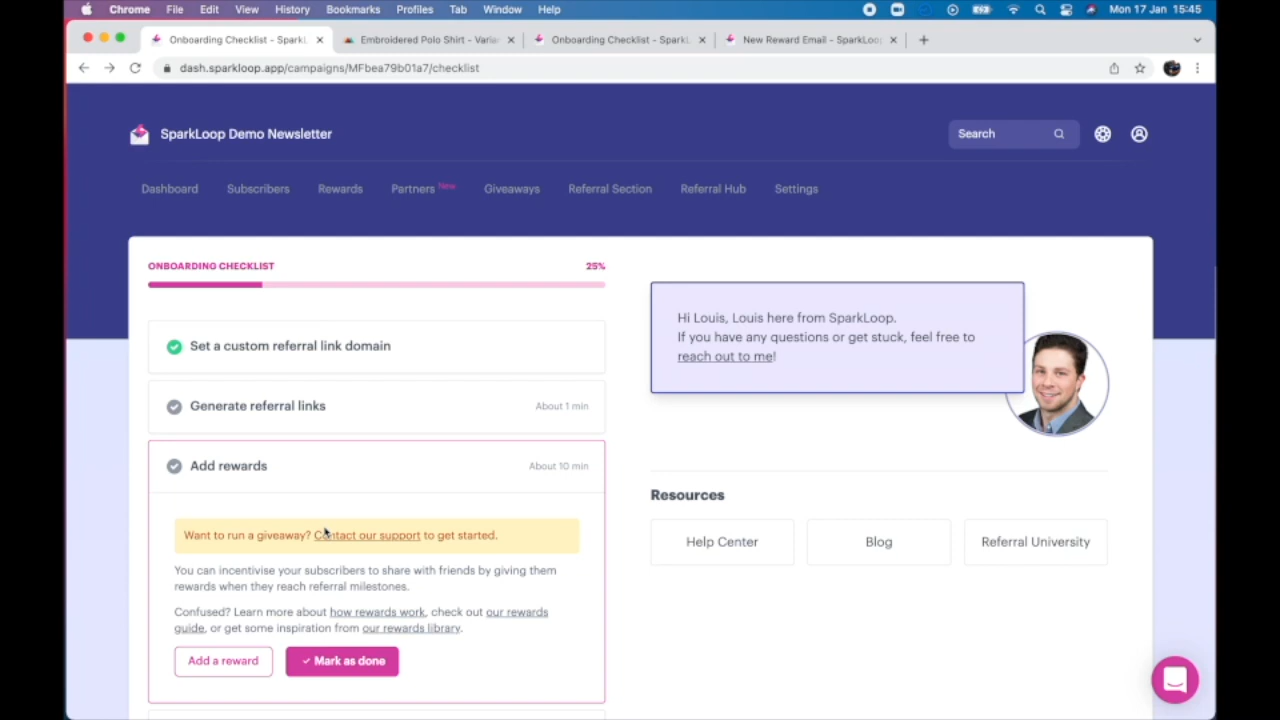 Chrome File Edit View History Bookmarks Profiles Tab Window Help Mon 17 Jan 15:45
Onboarding Checklist - SparkL Embroidered Polo Shirt - Varia Onboarding Checklist - SparkL New Reward Email - SparkLoo
dash.sparkloop.app/campaigns/MFbea79b01a7/checklist
SparkLoop Demo Newsletter Search
Dashboard Subscribers Rewards Partners New Giveaways Referral Section Referral Hub Settings
ONBOARDING CHECKLIST 25%
Set a custom referral link domain
Generate referral links About 1 min
Add rewards About 10 min
Want to run a giveaway? Contact our support to get started.
You can incentivise your subscribers to share with friends by giving them
rewards when they reach referral milestones.
Confused? Learn more about how rewards work, check out our rewards
guide, or get some inspiration from our rewards library.
Add a reward Mark as done
Hi Louis, Louis here from SparkLoop.
If you have any questions or get stuck, feel free to
reach out to me!
Resources
Help Center Blog Referral University